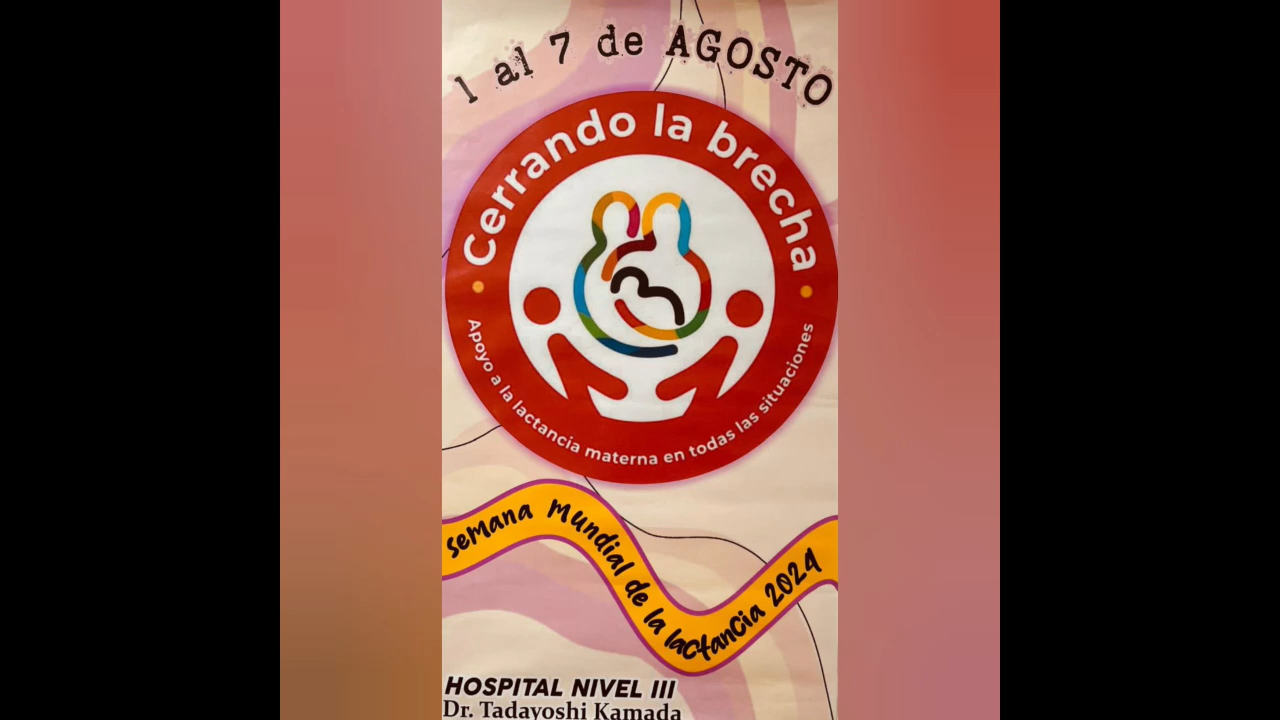 1 al 7 de AGOSTO
Cerrando la brecha
Apoyo a la lactancia materna en todas las situaciones
semana mundial de la lactancia 2024
HOSPITAL NIVEL III
Dr. Tadayoshi Kamada